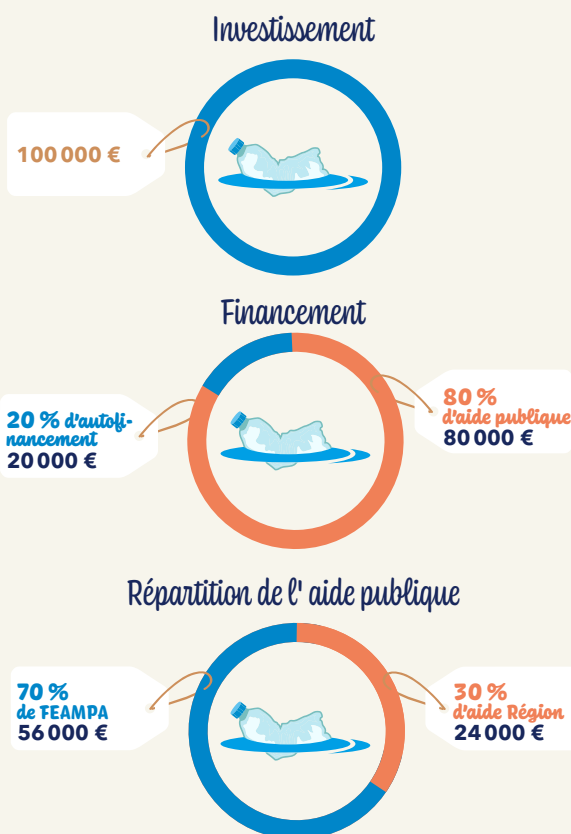 Investissement
100 000 €
Financement
20 % d'autofi-
nancement
20 000 €
80 %
d'aide publique
80 000 €
Répartition de l' aide publique
70 %
de FEAMPA
56 000 €
30 %
d'aide Région
24 000 €